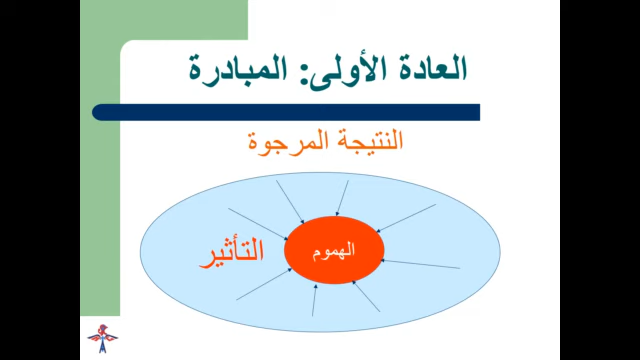 العادة الأولى: المبادرة
النتيجة المرجوة
التأثير
الهموم